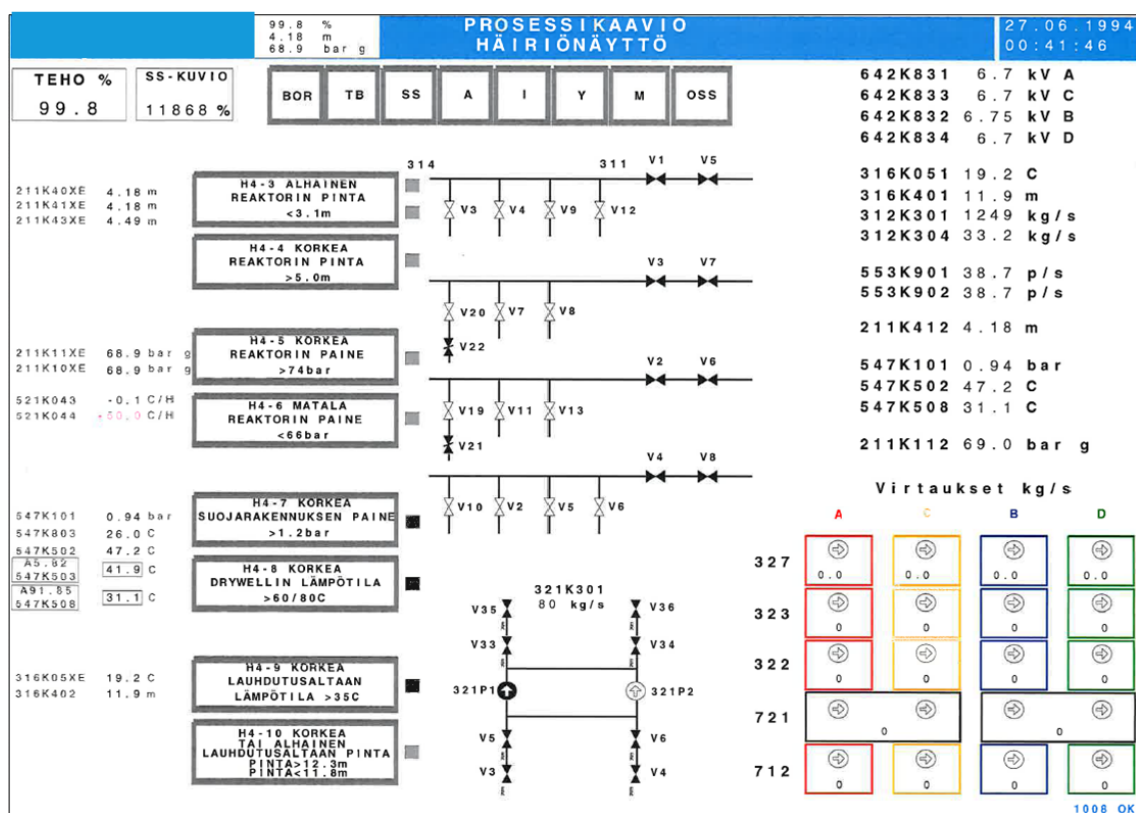 99.8 %
4.18 m
68.9 bar g
PROSESSIKAAVIO
HÄIRIÖNÄYTTÖ
27.06.1994
00:41:46
TEHO %
99.8
SS-KUVIO
11868 %
BOR TB SS A I Y M OSS
642K831 6.7 kV A
642K833 6.7 kV C
642K832 6.75 kV B
642K834 6.7 kV D
316K051 19.2 C
316K401 11.9 m
312K301 1249 kg/s
312K304 33.2 kg/s
553K901 38.7 p/s
553K902 38.7 p/s
211K412 4.18 m
547K101 0.94 bar
547K502 47.2 C
547K508 31.1 C
211K112 69.0 bar g
211K40XE 4.18 m
211K41XE 4.18 m
211K43XE 4.49 m
H4-3 ALHAINEN
REAKTORIN PINTA
<3.1m
H4-4 KORKEA
REAKTORIN PINTA
>5.0m
211K11XE 68.9 bar g
211K10XE 68.9 bar g
521K043 -0.1 C/H
521K044 -50.0 C/H
H4-5 KORKEA
REAKTORIN PAINE
>74bar
H4-6 MATALA
REAKTORIN PAINE
<66bar
547K101 0.94 bar
547K803 26.0 C
547K502 47.2 C
A5.82
547K503 41.9 C
A91.85
547K508 31.1 C
H4-7 KORKEA
SUOJARAKENNUKSEN PAINE
>1.2bar
H4-8 KORKEA
DRYWELLIN LÄMPÖTILA
>60/80C
316K05XE 19.2 C
316K402 11.9 m
H4-9 KORKEA
LAUHDUTUSALTAAN
LÄMPÖTILA >35C
H4-10 KORKEA
TAI ALHAINEN
LAUHDUTUSALTAAN PINTA
PINTA>12.3m
PINTA<11.8m
314 311 V1 V5
V3 V4 V9 V12
V3 V7
V20 V7 V8
V22
V2 V6
V19 V11 V13
V21
V4 V8
V10 V2 V5 V6
321K301
80 kg/s
V35 V36
V33 V34
321P1 321P2
V5 V6
V3 V4
Virtaukset kg/s
A C B D
327 0.0 0.0 0.0 0.0
323 0 0 0 0
322 0 0 0 0
721 0 0
712 0 0 0 0
1008 OK